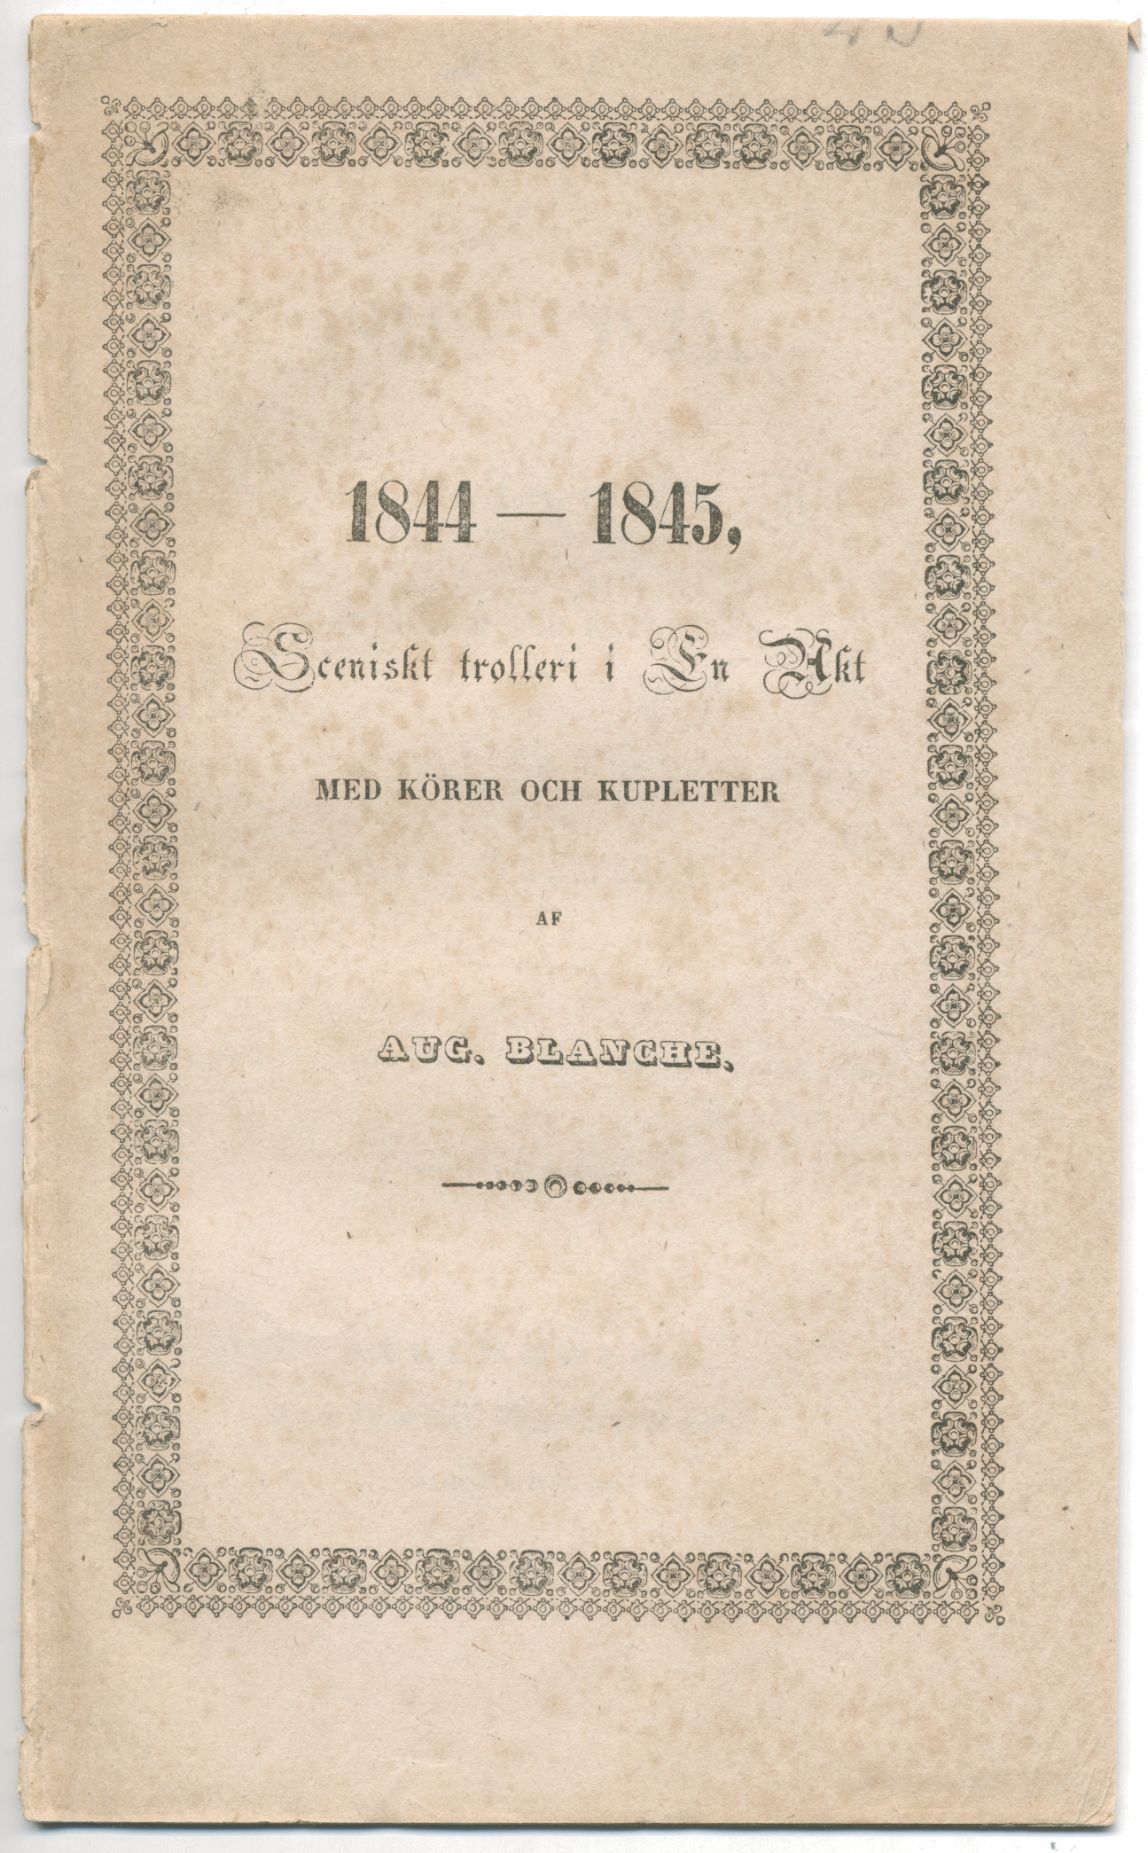 1844 — 1845,
Sceniskt trolleri i En Akt
MED KÖRER OCH KUPLETTER
AF
AUG. BLANCHE.